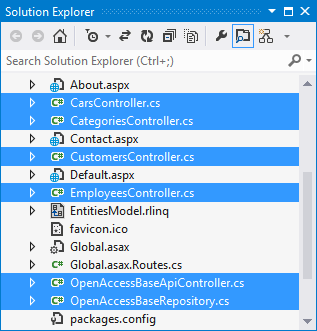 Solution Explorer
Search Solution Explorer (Ctrl+;)
About.aspx
C# CarsController.cs
C# CategoriesController.cs
Contact.aspx
C# CustomersController.cs
Default.aspx
C# EmployeesController.cs
EntitiesModel.rlinq
favicon.ico
Global.asax
C# Global.asax.Routes.cs
C# OpenAccessBaseApiController.cs
C# OpenAccessBaseRepository.cs
packages.config